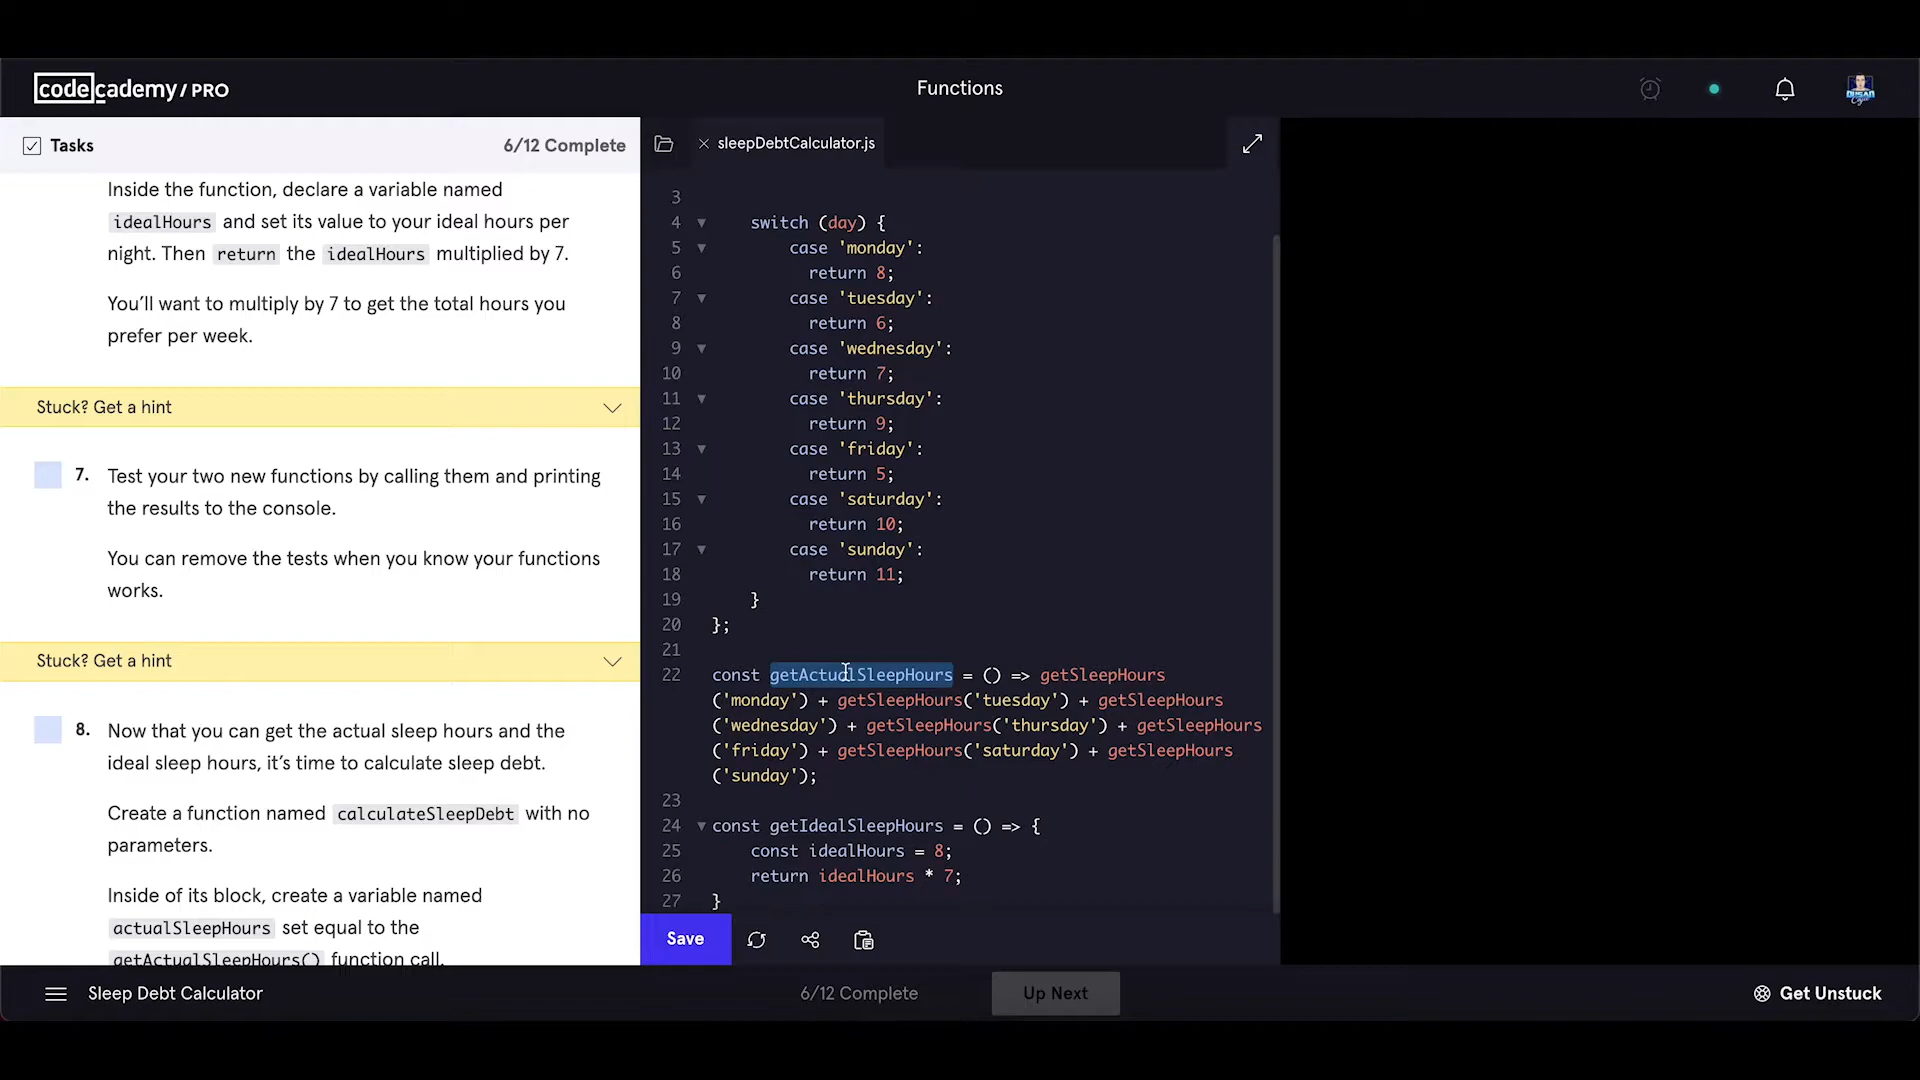 codecademy/PRO
Functions
Tasks
6/12 Complete
Inside the function, declare a variable named
idealHours and set its value to your ideal hours per
night. Then return the idealHours multiplied by 7.
You'll want to multiply by 7 to get the total hours you
prefer per week.
Stuck? Get a hint
7. Test your two new functions by calling them and printing
the results to the console.
You can remove the tests when you know your functions
works.
Stuck? Get a hint
8. Now that you can get the actual sleep hours and the
ideal sleep hours, it's time to calculate sleep debt.
Create a function named calculateSleepDebt with no
parameters.
Inside of its block, create a variable named
actualSleepHours set equal to the
getActualSleepHours() function call.
sleepDebtCalculator.js
3
4 switch (day) {
5 case 'monday':
6 return 8;
7 case 'tuesday':
8 return 6;
9 case 'wednesday':
10 return 7;
11 case 'thursday':
12 return 9;
13 case 'friday':
14 return 5;
15 case 'saturday':
16 return 10;
17 case 'sunday':
18 return 11;
19 }
20 };
21
22 const getActualSleepHours = () => getSleepHours
('monday') + getSleepHours('tuesday') + getSleepHours
('wednesday') + getSleepHours('thursday') + getSleepHours
('friday') + getSleepHours('saturday') + getSleepHours
('sunday');
23
24 const getIdealSleepHours = () => {
25 const idealHours = 8;
26 return idealHours * 7;
27 }
Save
Sleep Debt Calculator
6/12 Complete
Up Next
Get Unstuck